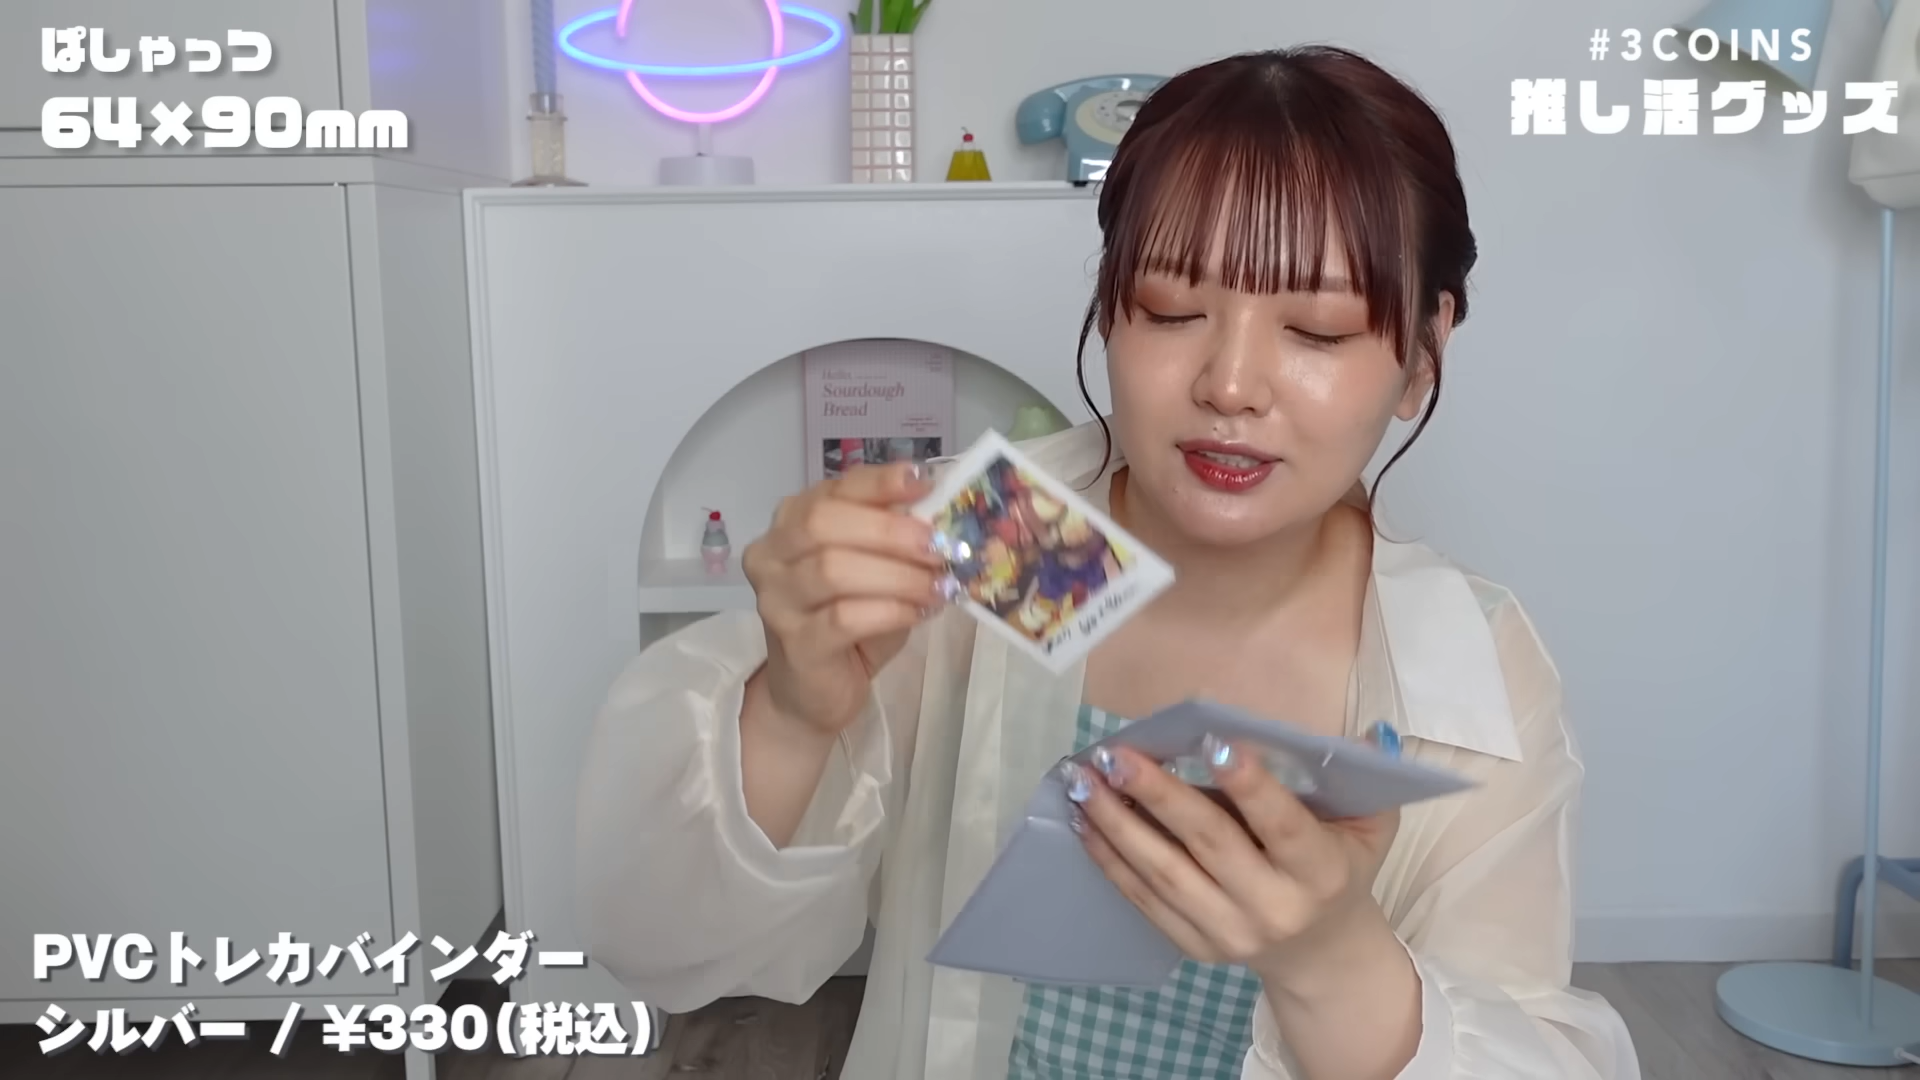 ぱしゃっつ
64×90mm
#3COINS
推し活グッズ
Hello,
Sourdough
Bread
PVCトレカバインダー
シルバー / ¥330(税込)